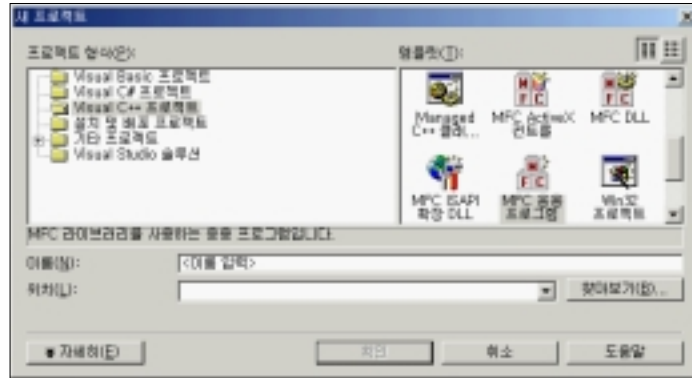 새 프로젝트
프로젝트 형식(P):
템플릿(T):
Visual Basic 프로젝트
Visual C# 프로젝트
Visual C++ 프로젝트
설치 및 배포 프로젝트
기타 프로젝트
Visual Studio 솔루션
Managed
C++ 클래...
MFC ActiveX
컨트롤
MFC DLL
MFC ISAPI
확장 DLL
MFC 응용
프로그램
Win32
프로젝트
MFC 라이브러리를 사용하는 응용 프로그램입니다.
이름(N):
<이름 입력>
위치(L):
찾아보기(B)...
자세히(E)
확인
취소
도움말